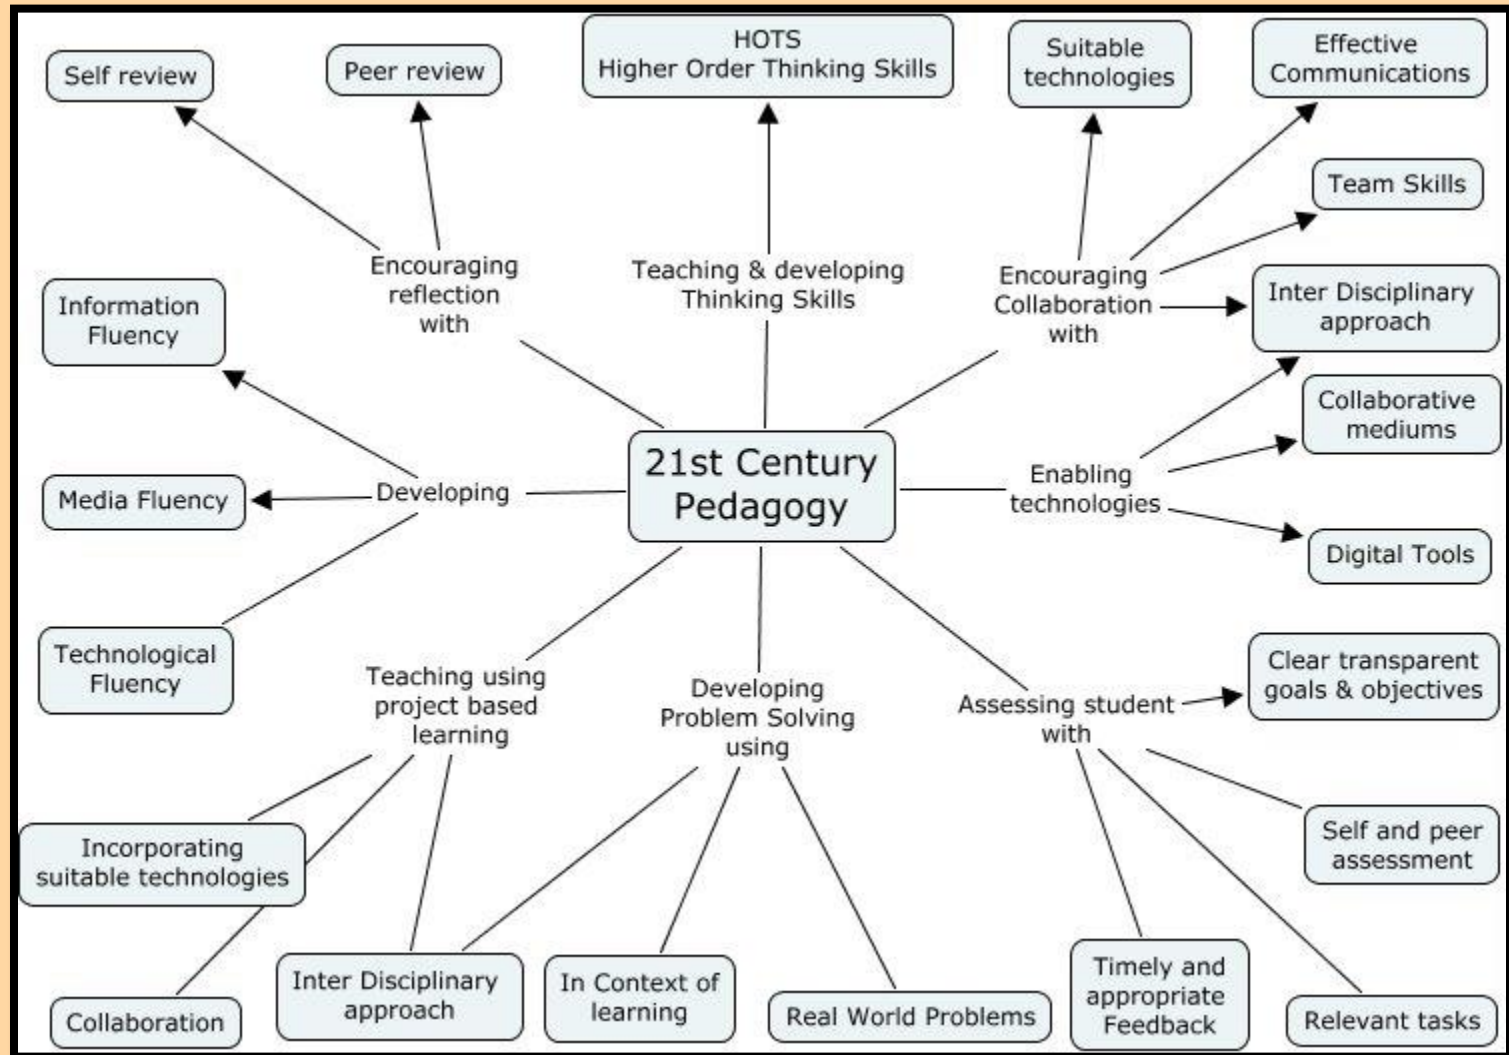 Self review
Peer review
HOTS
Higher Order Thinking Skills
Suitable
technologies
Effective
Communications
Team Skills
Encouraging
reflection
with
Teaching & developing
Thinking Skills
Encouraging
Collaboration
with
Inter Disciplinary
approach
Information
Fluency
Collaborative
mediums
21st Century
Pedagogy
Enabling
technologies
Developing
Media Fluency
Digital Tools
Technological
Fluency
Teaching using
project based
learning
Developing
Problem Solving
using
Assessing student
with
Clear transparent
goals & objectives
Incorporating
suitable technologies
Self and peer
assessment
Collaboration
Inter Disciplinary
approach
In Context of
learning
Real World Problems
Timely and
appropriate
Feedback
Relevant tasks